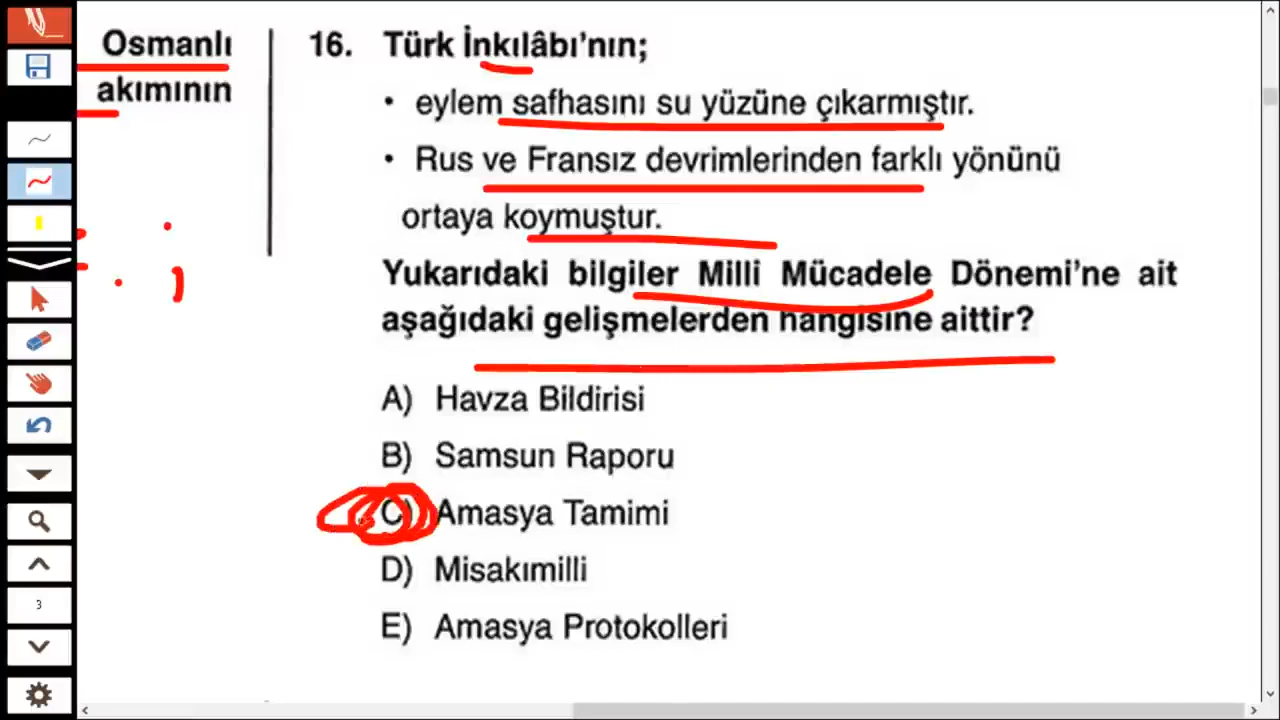 Osmanlı
akımının
16. Türk İnkılâbı'nın;
• eylem safhasını su yüzüne çıkarmıştır.
• Rus ve Fransız devrimlerinden farklı yönünü
ortaya koymuştur.
Yukarıdaki bilgiler Milli Mücadele Dönemi'ne ait
aşağıdaki gelişmelerden hangisine aittir?
A) Havza Bildirisi
B) Samsun Raporu
C) Amasya Tamimi
D) Misakımilli
E) Amasya Protokolleri
3